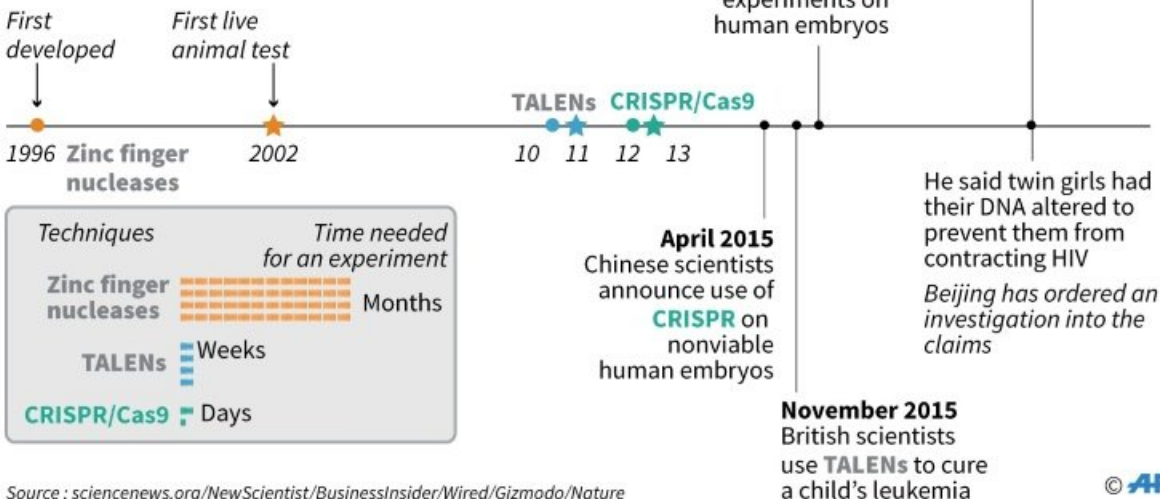 experiments on
human embryos
First
developed
First live
animal test
TALENs CRISPR/Cas9
1996 Zinc finger
nucleases
2002
10 11 12 13
Techniques
Time needed
for an experiment
Zinc finger
nucleases
Months
TALENs
Weeks
CRISPR/Cas9
Days
April 2015
Chinese scientists
announce use of
CRISPR on
nonviable
human embryos
November 2015
British scientists
use TALENs to cure
a child's leukemia
He said twin girls had
their DNA altered to
prevent them from
contracting HIV
Beijing has ordered an
investigation into the
claims
Source : sciencenews.org/NewScientist/BusinessInsider/Wired/Gizmodo/Nature
©